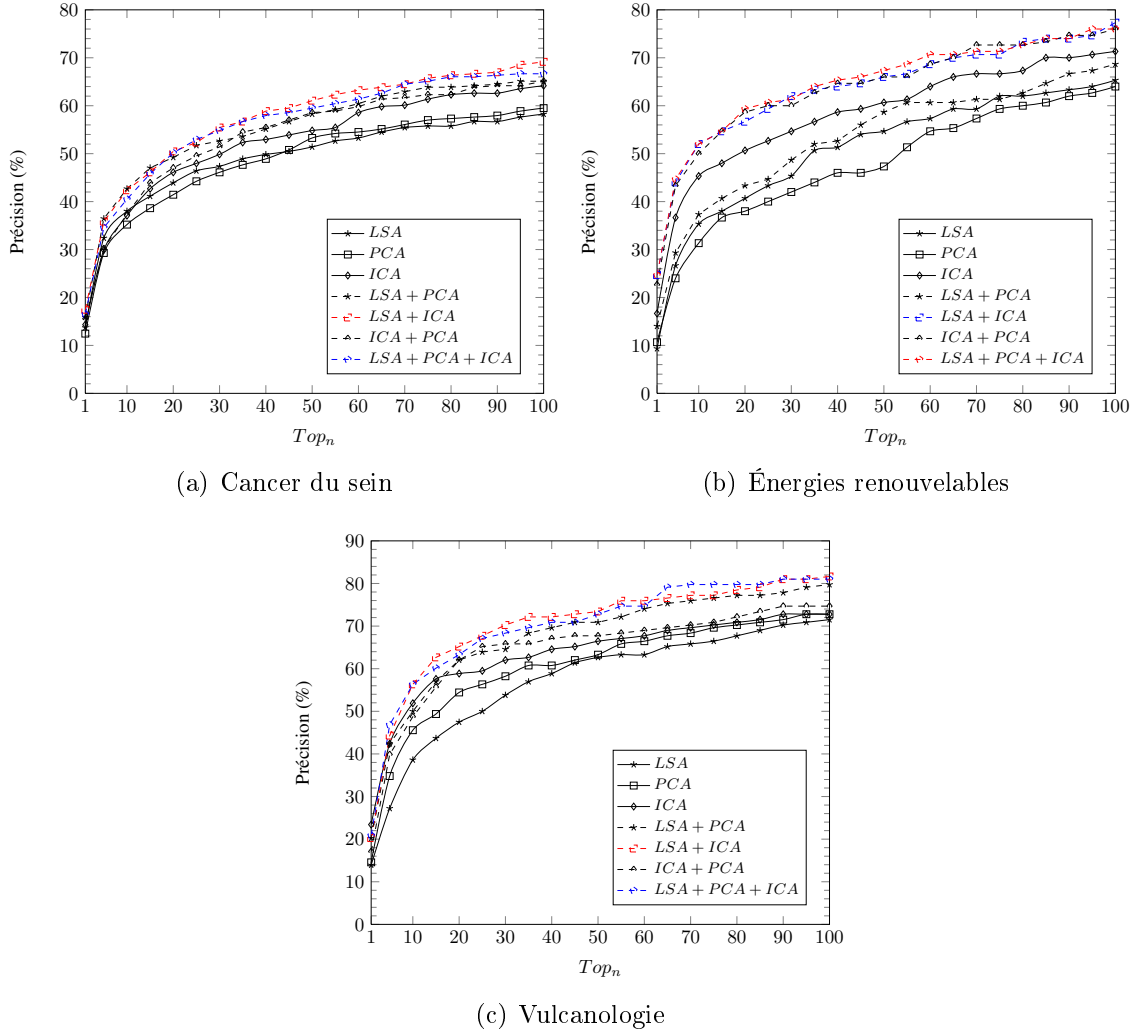 80
70
60
50
40
30
20
10
0
Précision (%)
1 10 20 30 40 50 60 70 80 90 100
Top_n
LSA
PCA
ICA
LSA + PCA
LSA + ICA
ICA + PCA
LSA + PCA + ICA
(a) Cancer du sein
80
70
60
50
40
30
20
10
0
Précision (%)
1 10 20 30 40 50 60 70 80 90 100
Top_n
LSA
PCA
ICA
LSA + PCA
LSA + ICA
ICA + PCA
LSA + PCA + ICA
(b) Énergies renouvelables
90
80
70
60
50
40
30
20
10
0
Précision (%)
1 10 20 30 40 50 60 70 80 90 100
Top_n
LSA
PCA
ICA
LSA + PCA
LSA + ICA
ICA + PCA
LSA + PCA + ICA
(c) Vulcanologie